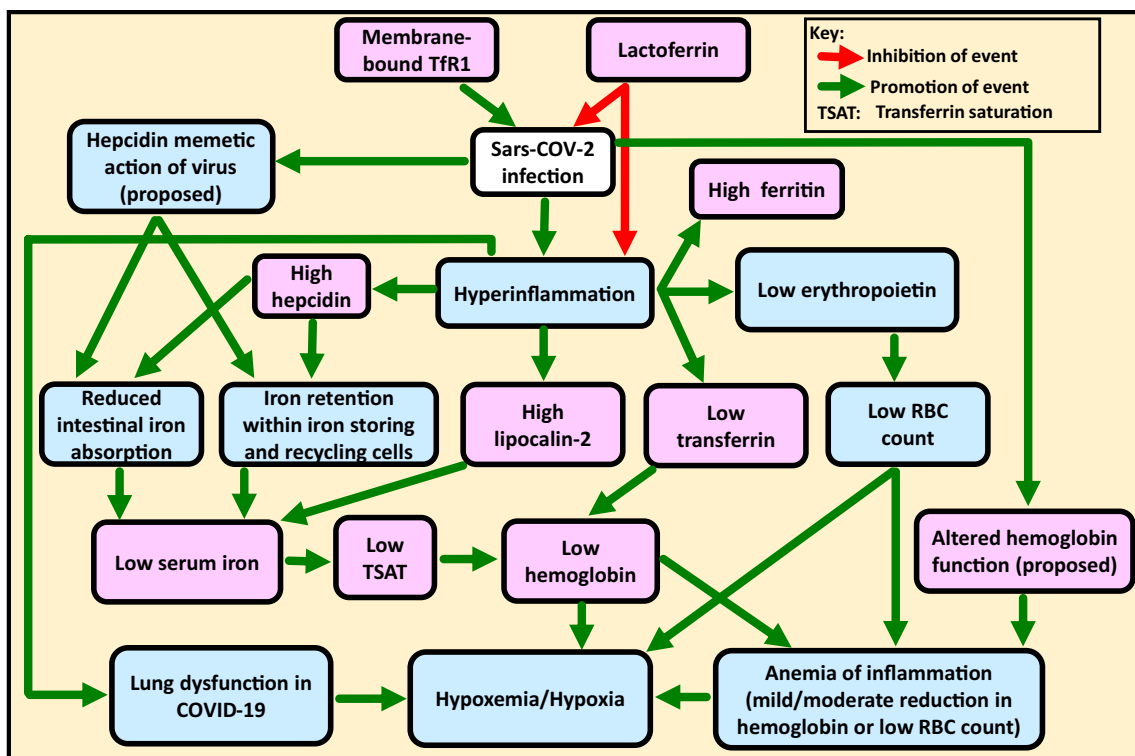 Membrane-
bound TfR1
Lactoferrin
Key:
Inhibition of event
Promotion of event
TSAT: Transferrin saturation
Hepcidin memetic
action of virus
(proposed)
Sars-COV-2
infection
High ferritin
High
hepcidin
Hyperinflammation
Low erythropoietin
Reduced
intestinal iron
absorption
Iron retention
within iron storing
and recycling cells
High
lipocalin-2
Low
transferrin
Low RBC
count
Low serum iron
Low
TSAT
Low
hemoglobin
Altered hemoglobin
function (proposed)
Lung dysfunction in
COVID-19
Hypoxemia/Hypoxia
Anemia of inflammation
(mild/moderate reduction in
hemoglobin or low RBC count)